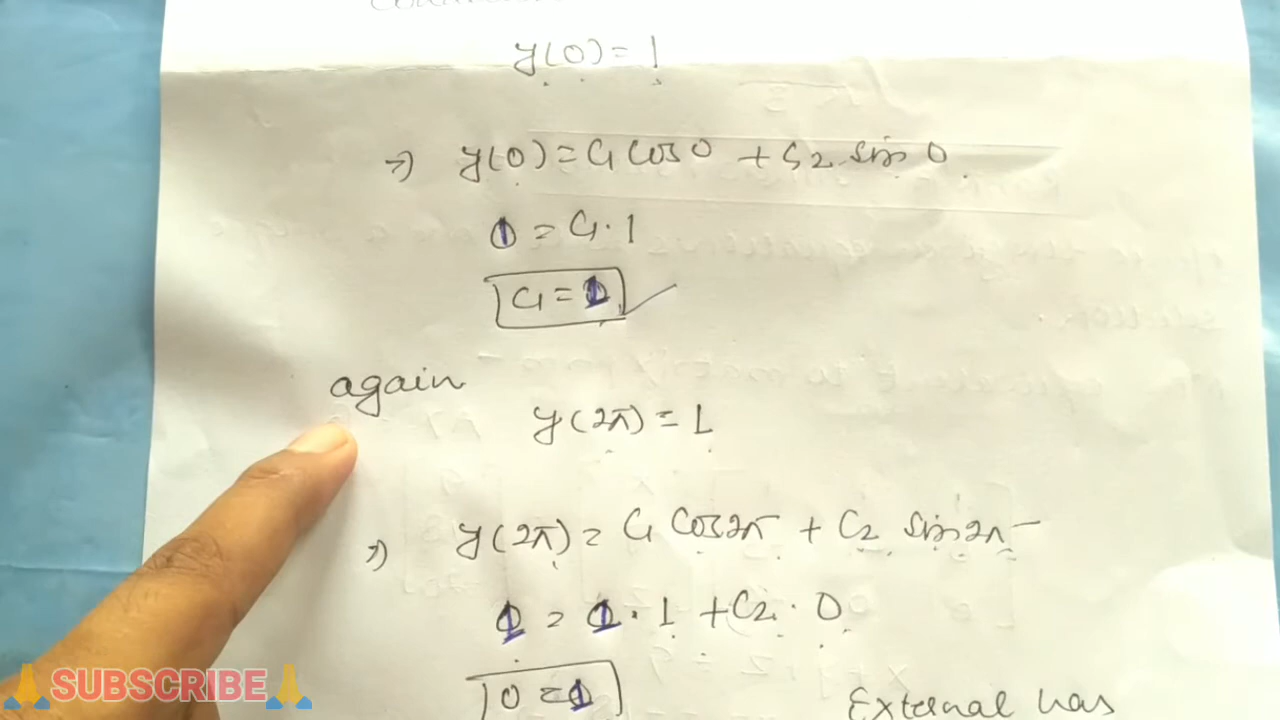 y(0) = 1
⇒ y(0) = C1 Cos 0 + C2 Sin 0
1 = C1 . 1
C1 = 1
again
y(2π) = 1
⇒ y(2π) = C1 Cos 2π + C2 Sin 2π
1 = 1 . 1 + C2 . 0
0 =
External has
SUBSCRIBE